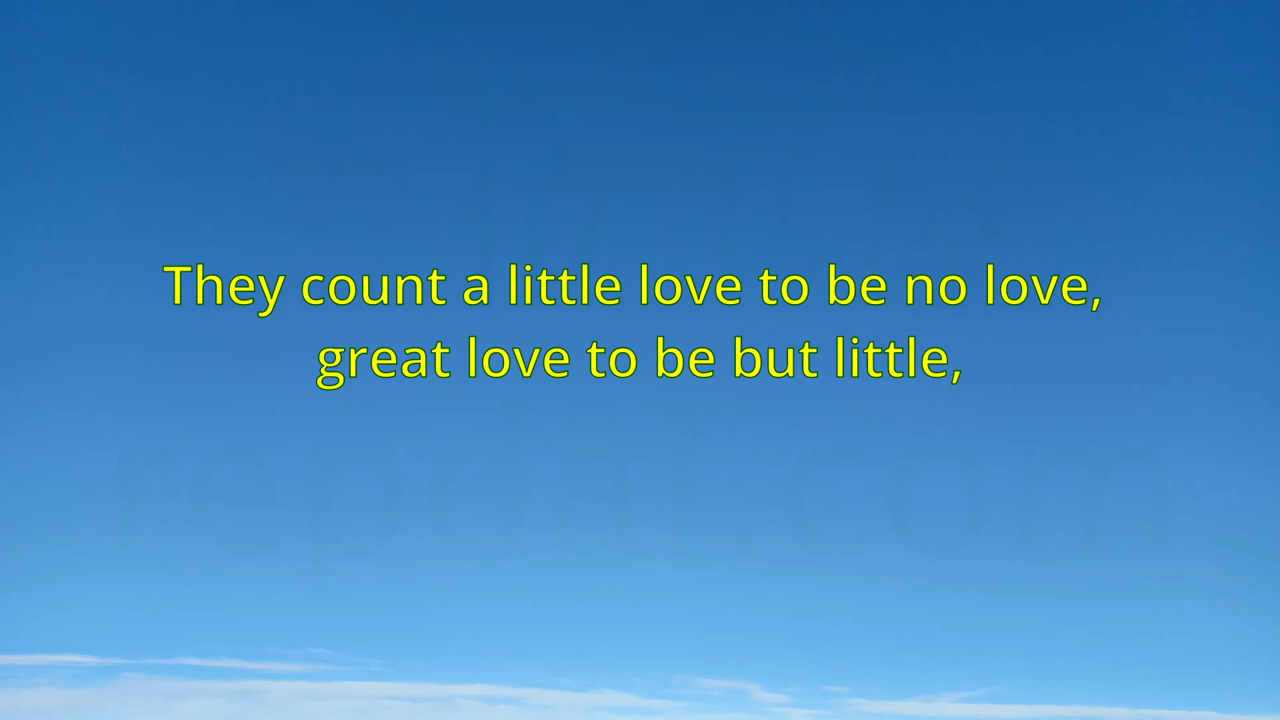 They count a little love to be no love,
great love to be but little,